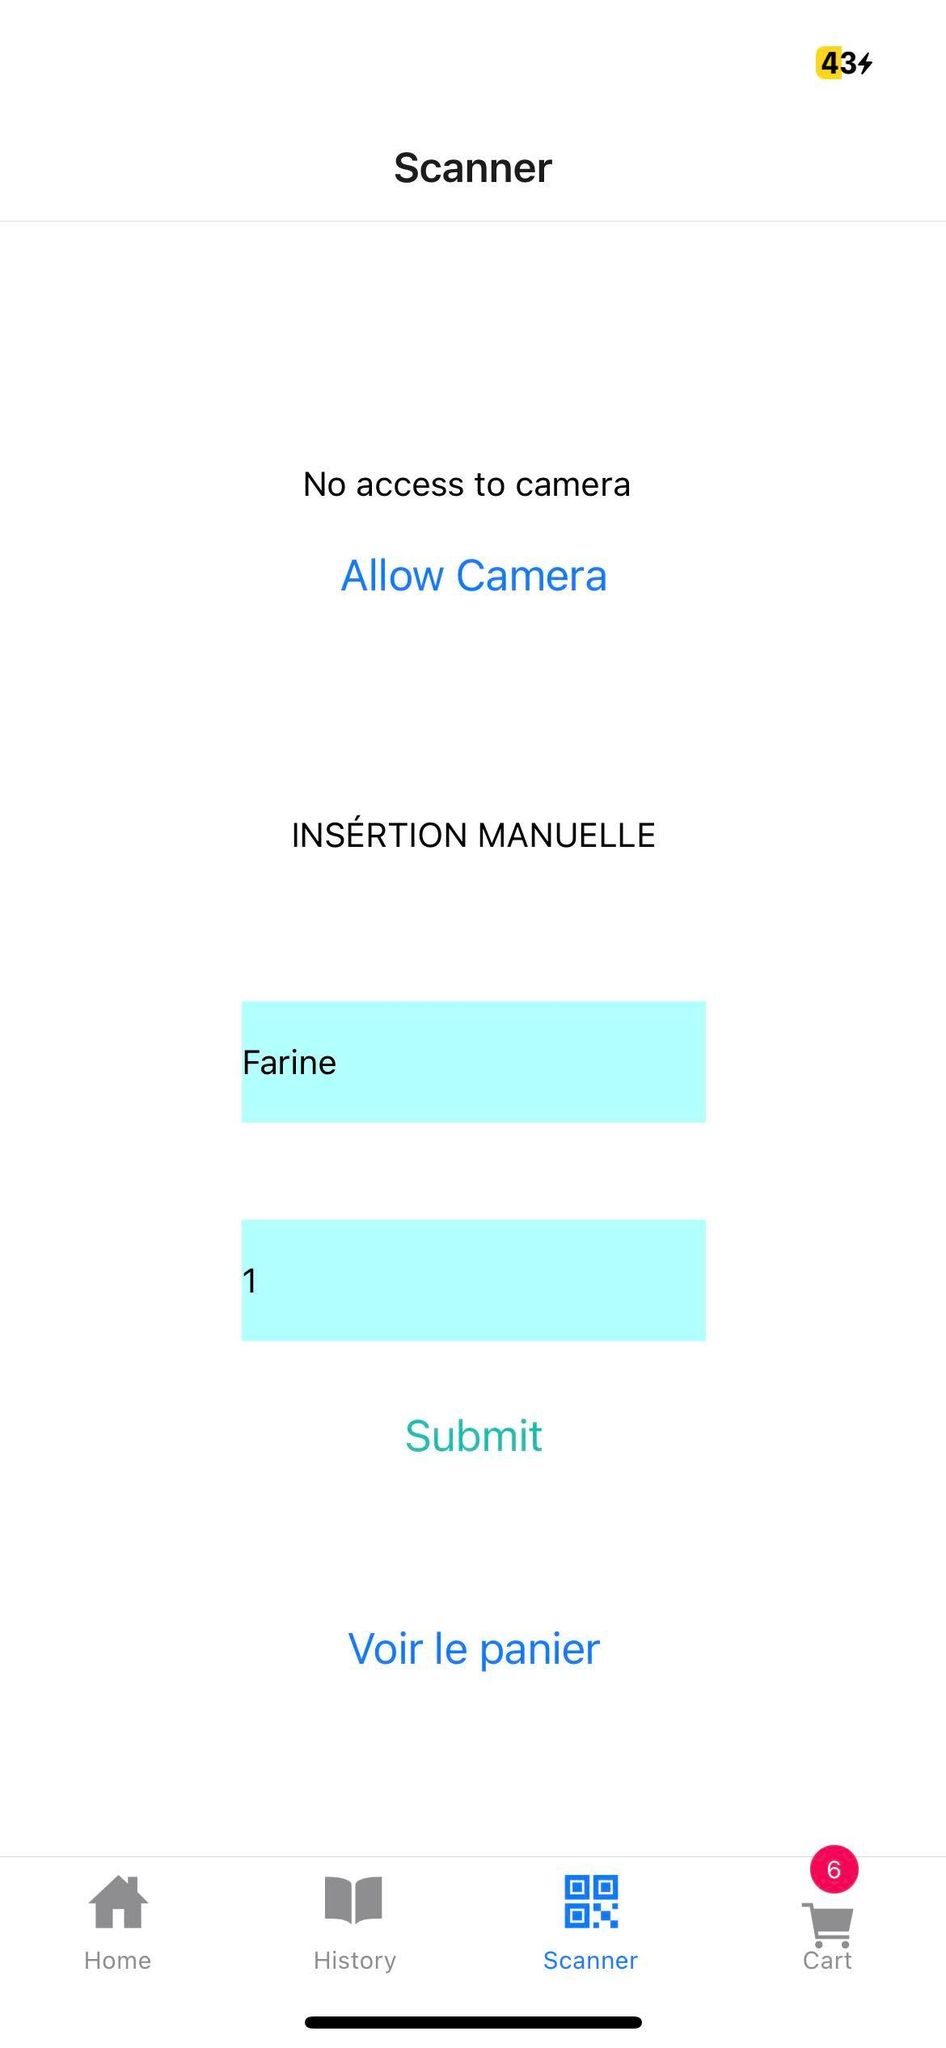 43
Scanner
No access to camera
Allow Camera
INSÉRTION MANUELLE
Farine
1
Submit
Voir le panier
6
Home
History
Scanner
Cart